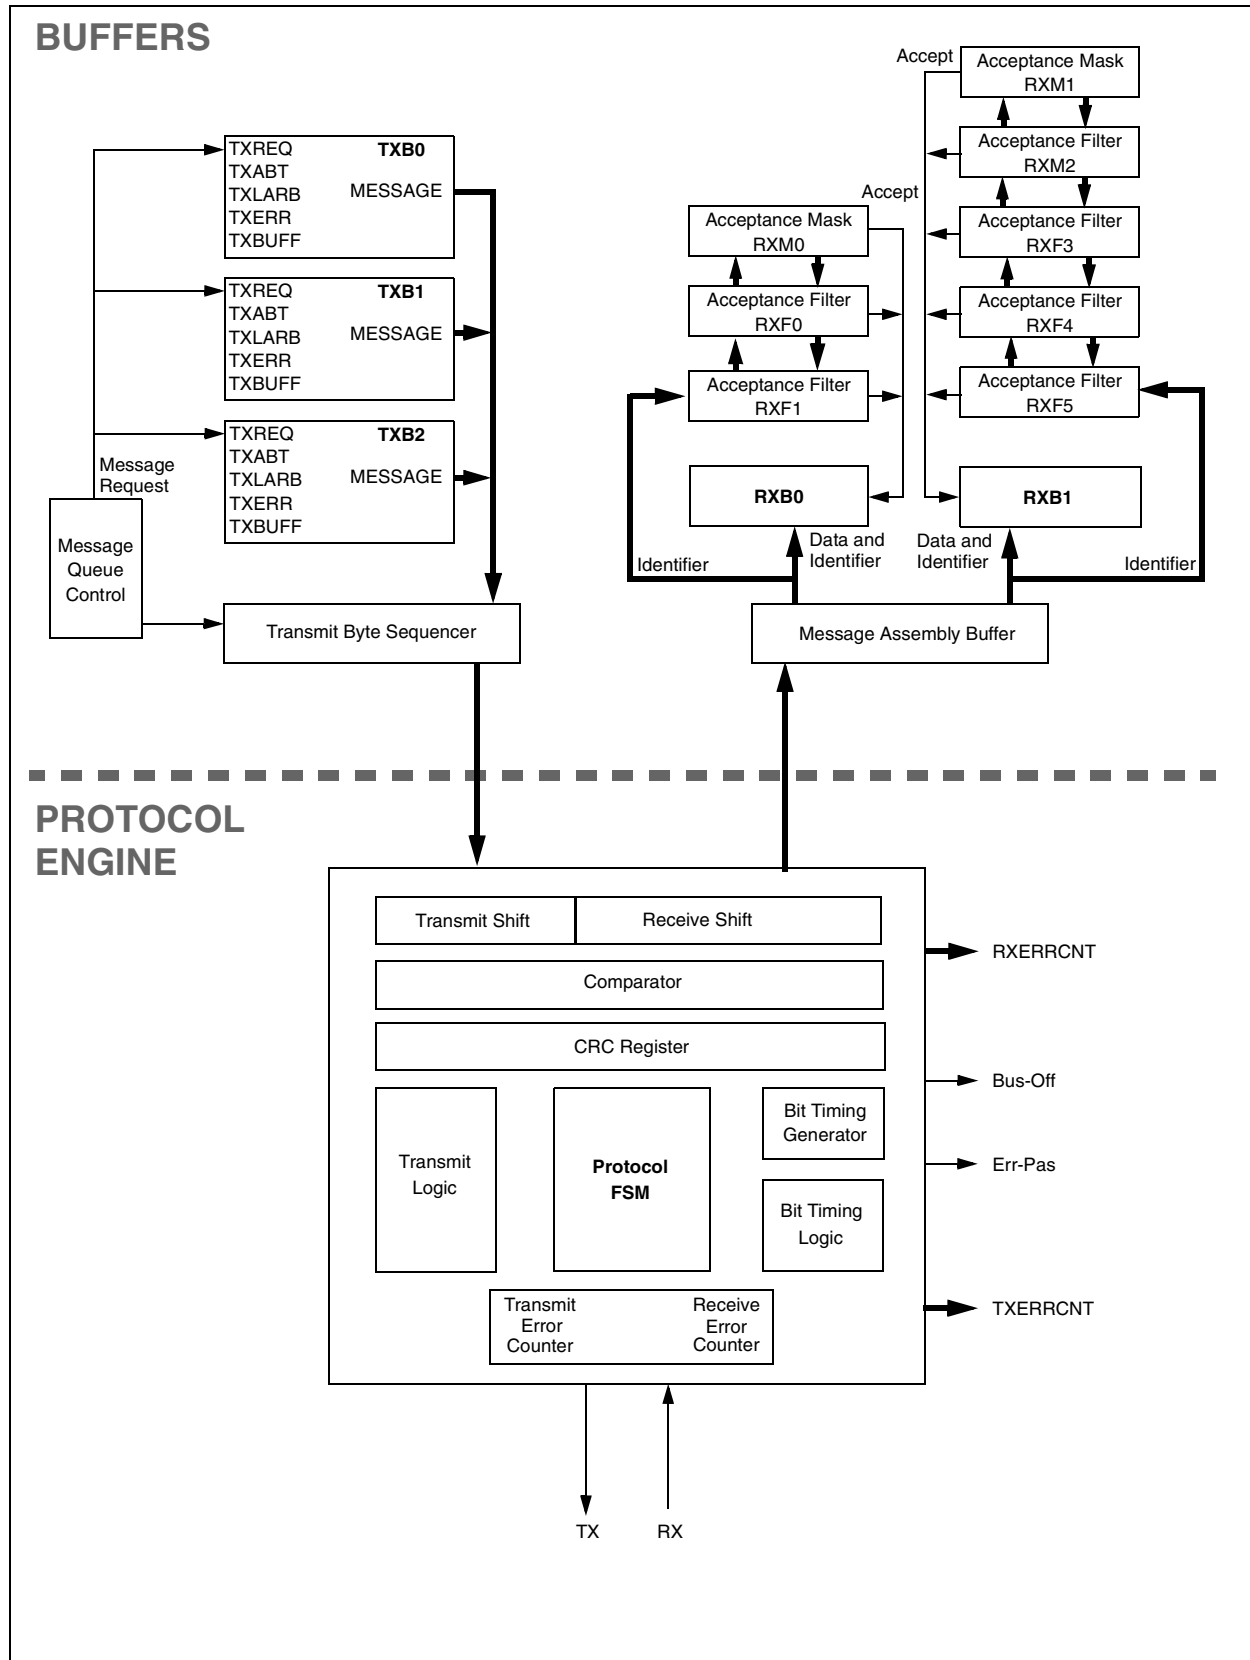 BUFFERS
TXREQ
TXABT
TXLARB
TXERR
TXBUFF
TXB0
MESSAGE
TXREQ
TXABT
TXLARB
TXERR
TXBUFF
TXB1
MESSAGE
TXREQ
TXABT
TXLARB
TXERR
TXBUFF
TXB2
MESSAGE
Message
Request
Message
Queue
Control
Transmit Byte Sequencer
Accept
Acceptance Mask
RXM1
Acceptance Filter
RXM2
Accept
Acceptance Filter
RXF3
Acceptance Filter
RXF4
Acceptance Filter
RXF5
Acceptance Mask
RXM0
Acceptance Filter
RXF0
Acceptance Filter
RXF1
RXB0
RXB1
Identifier
Data and
Identifier
Data and
Identifier
Identifier
Message Assembly Buffer
PROTOCOL
ENGINE
Transmit Shift
Receive Shift
Comparator
CRC Register
Transmit
Logic
Protocol
FSM
Bit Timing
Generator
Bit Timing
Logic
Transmit
Error
Counter
Receive
Error
Counter
RXERRCNT
Bus-Off
Err-Pas
TXERRCNT
TX
RX